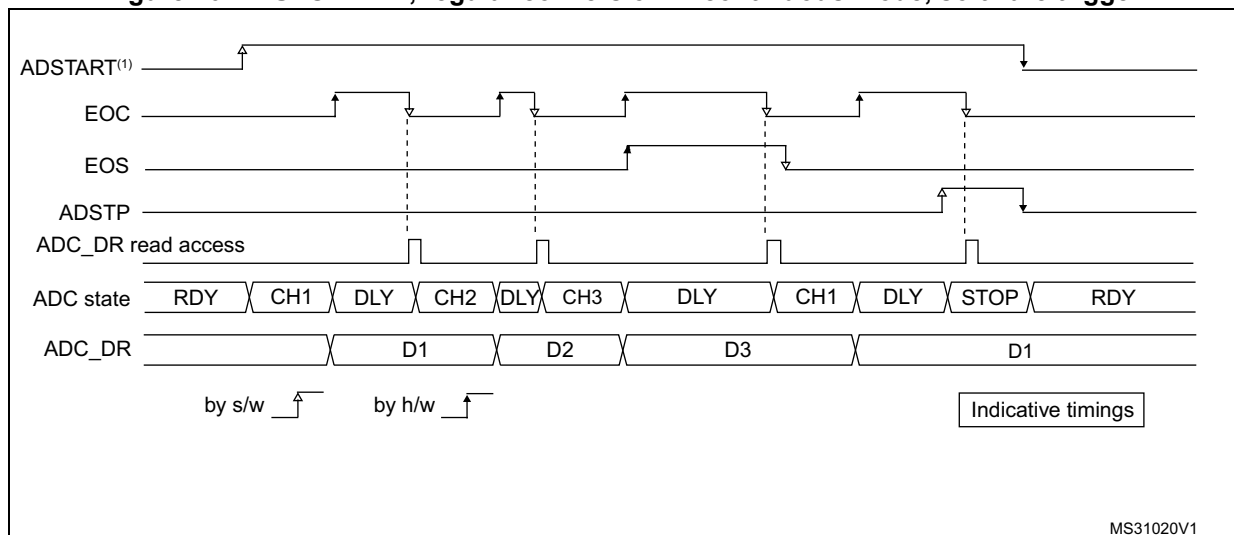 ADSTART(1)
EOC
EOS
ADSTP
ADC_DR read access
ADC state RDY CH1 DLY CH2 DLY CH3 DLY CH1 DLY STOP RDY
ADC_DR D1 D2 D3 D1
by s/w by h/w Indicative timings
MS31020V1